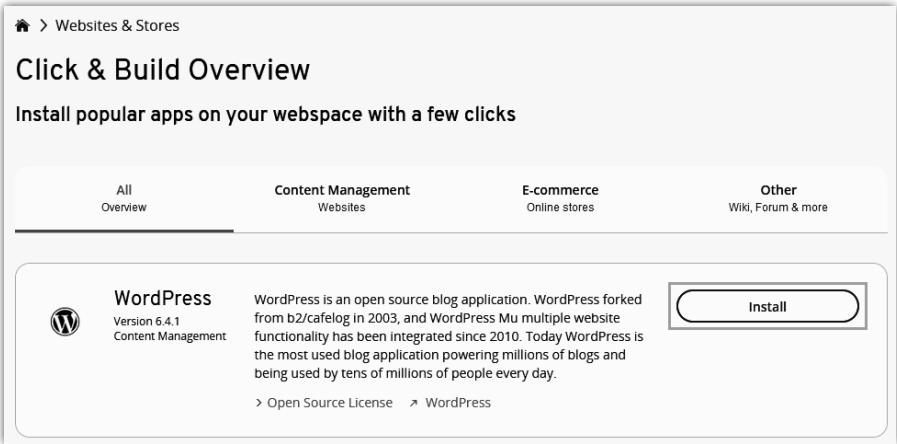 Websites & Stores
Click & Build Overview
Install popular apps on your webspace with a few clicks
All
Overview
Content Management
Websites
E-commerce
Online stores
Other
Wiki, Forum & more
WordPress
Version 6.4.1
Content Management
WordPress is an open source blog application. WordPress forked
from b2/cafelog in 2003, and WordPress Mu multiple website
functionality has been integrated since 2010. Today WordPress is
the most used blog application powering millions of blogs and
being used by tens of millions of people every day.
Open Source License
WordPress
Install